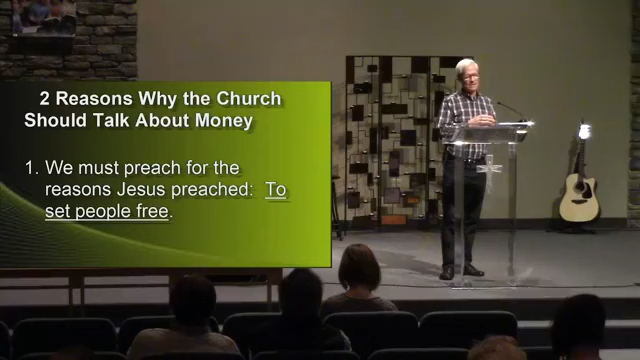 2 Reasons Why the Church
Should Talk About Money
1. We must preach for the
reasons Jesus preached: To
set people free.